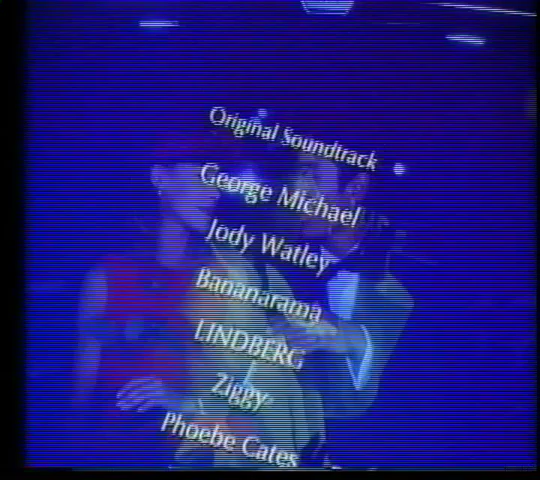 Original Soundtrack
George Michael
Jody Watley
Bananarama
LINDBERG
Ziggy
Phoebe Cates